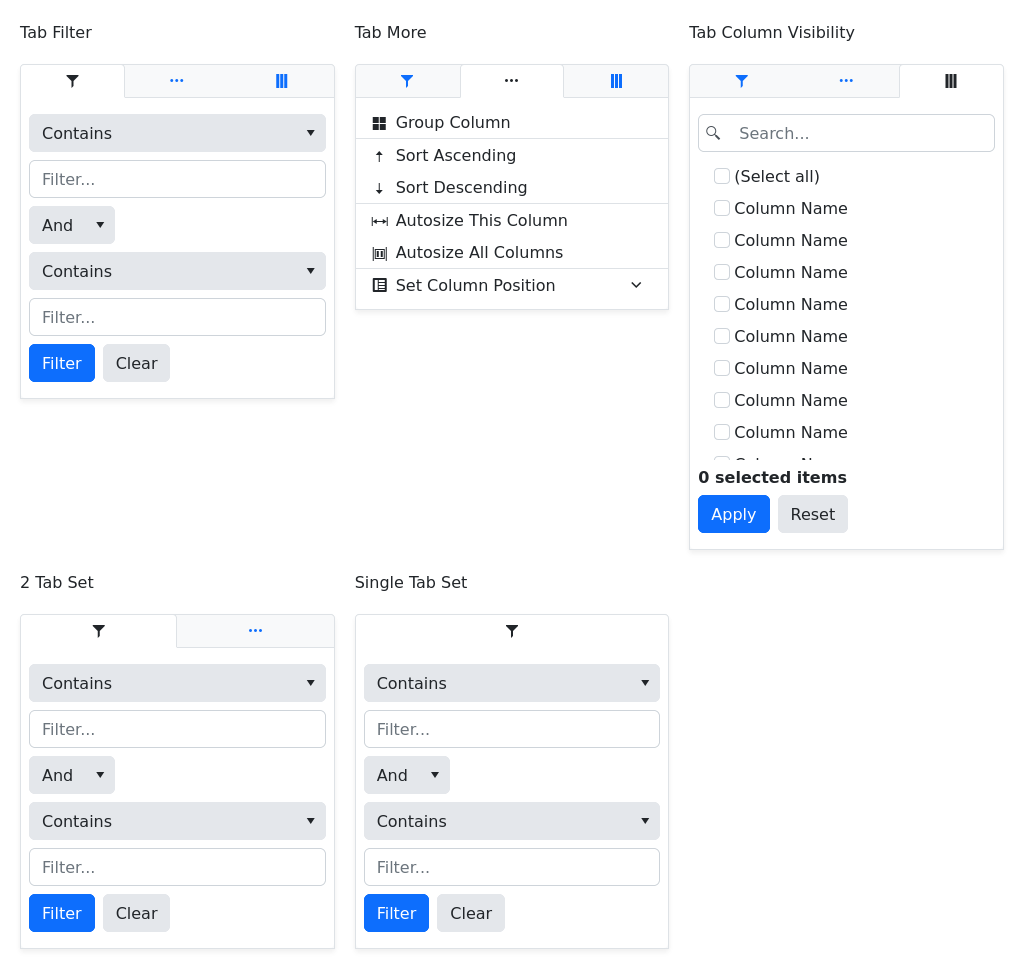 Tab Filter
Contains
Filter...
And
Contains
Filter...
Filter Clear
Tab More
Group Column
Sort Ascending
Sort Descending
Autosize This Column
Autosize All Columns
Set Column Position
Tab Column Visibility
Search...
(Select all)
Column Name
Column Name
Column Name
Column Name
Column Name
Column Name
Column Name
Column Name
0 selected items
Apply Reset
2 Tab Set
Contains
Filter...
And
Contains
Filter...
Filter Clear
Single Tab Set
Contains
Filter...
And
Contains
Filter...
Filter Clear